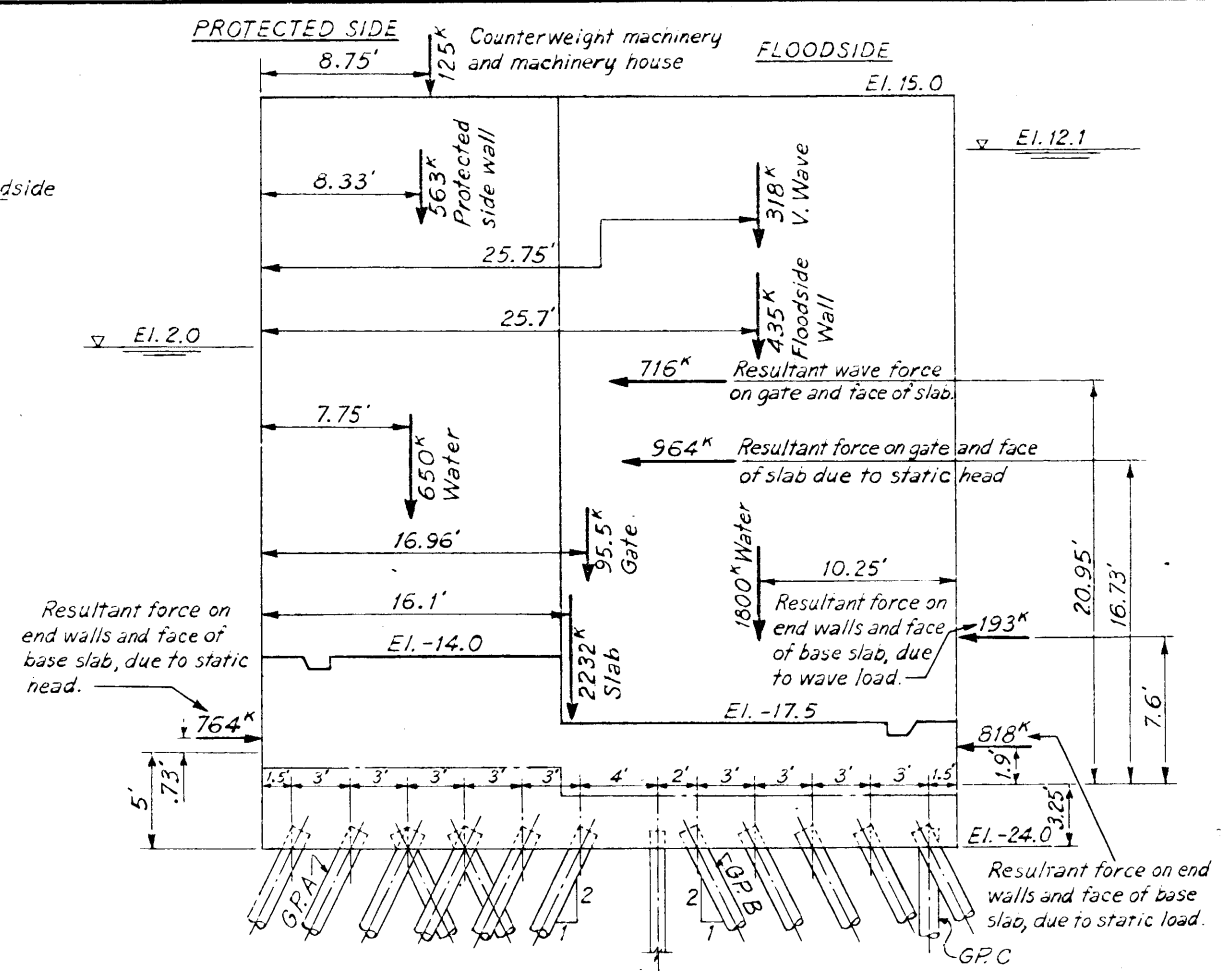 PROTECTED SIDE
8.75'
125ᴷ
Counterweight machinery
and machinery house
FLOODSIDE
El. 15.0
El. 12.1
dside
8.33'
563ᴷ
Protected
side wall
318ᴷ
V. Wave
25.75'
25.7'
435ᴷ
Floodside
Wall
El. 2.0
716ᴷ
Resultant wave force
on gate and face of slab.
7.75'
650ᴷ
Water
964ᴷ
Resultant force on gate and face
of slab due to static head
16.96'
95.5ᴷ
Gate
1800ᴷ Water
10.25'
20.95'
16.73'
16.1'
2232ᴷ
Slab
Resultant force on
end walls and face
of base slab, due
to wave load.
193ᴷ
7.6'
Resultant force on
end walls and face of
base slab, due to static
head.
El. -14.0
El. -17.5
764ᴷ
818ᴷ
1.9'
5'
.73'
1.5'
3'
3'
3'
3'
3'
4'
2'
3'
3'
3'
3'
1.5'
3.25'
El. -24.0
GP. A
2
1
2
1
GP. B
GP. C
Resultant force on end
walls and face of base
slab, due to static load.